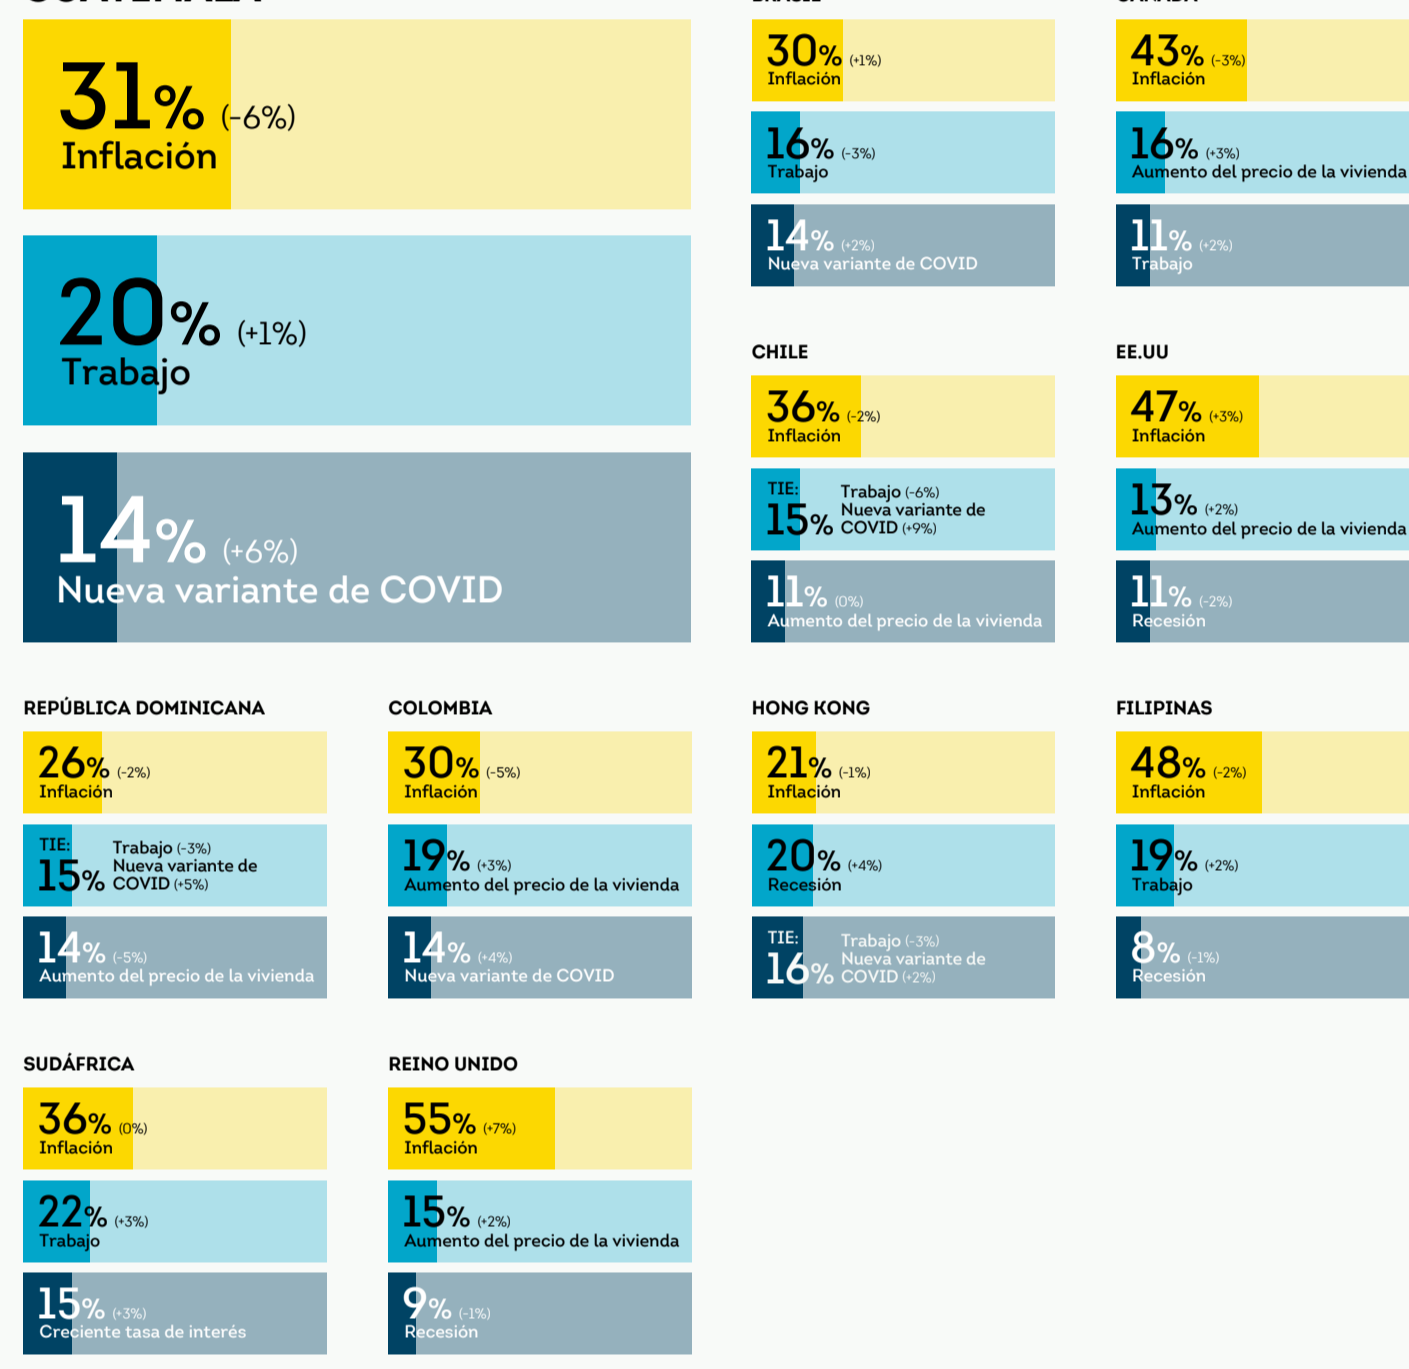 31% (-6%)
Inflación
20% (+1%)
Trabajo
14% (+6%)
Nueva variante de COVID
30% (+1%)
Inflación
16% (-3%)
Trabajo
14% (+2%)
Nueva variante de COVID
43% (-3%)
Inflación
16% (+3%)
Aumento del precio de la vivienda
11% (+2%)
Trabajo
CHILE
36% (-2%)
Inflación
TIE:
15%
Trabajo (-6%)
Nueva variante de
COVID (+9%)
11% (0%)
Aumento del precio de la vivienda
EE.UU
47% (+3%)
Inflación
13% (+2%)
Aumento del precio de la vivienda
11% (-2%)
Recesión
REPÚBLICA DOMINICANA
26% (-2%)
Inflación
TIE:
15%
Trabajo (-3%)
Nueva variante de
COVID (+5%)
14% (-5%)
Aumento del precio de la vivienda
COLOMBIA
30% (-5%)
Inflación
19% (+3%)
Aumento del precio de la vivienda
14% (+4%)
Nueva variante de COVID
HONG KONG
21% (-1%)
Inflación
20% (+4%)
Recesión
TIE:
16%
Trabajo (-3%)
Nueva variante de
COVID (+2%)
FILIPINAS
48% (-2%)
Inflación
19% (+2%)
Trabajo
8% (-1%)
Recesión
SUDÁFRICA
36% (0%)
Inflación
22% (+3%)
Trabajo
15% (+3%)
Creciente tasa de interés
REINO UNIDO
55% (+7%)
Inflación
15% (+2%)
Aumento del precio de la vivienda
9% (-1%)
Recesión